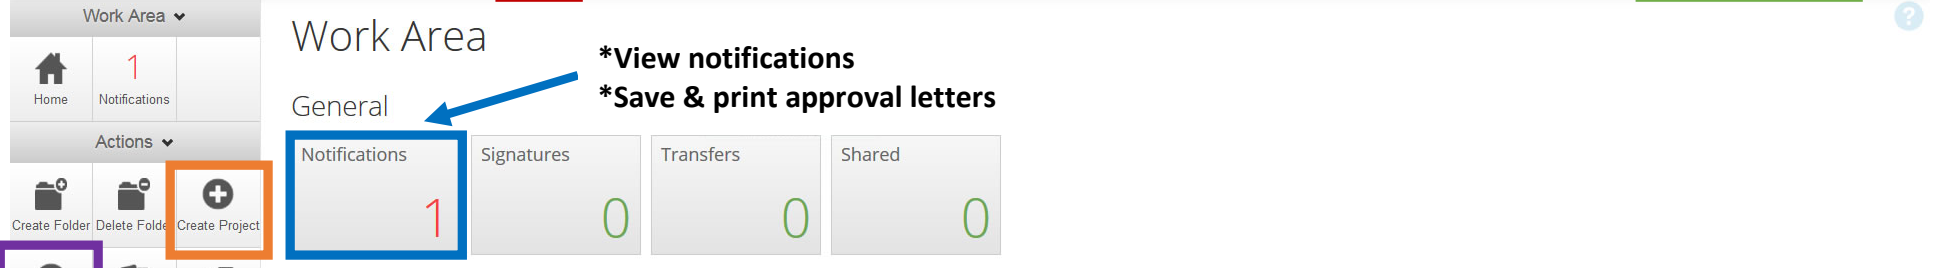 Work Area
Home
1
Notifications
Actions
Create Folder
Delete Folde
Create Project
?
Work Area
*View notifications
*Save & print approval letters
General
Notifications
1
Signatures
0
Transfers
0
Shared
0